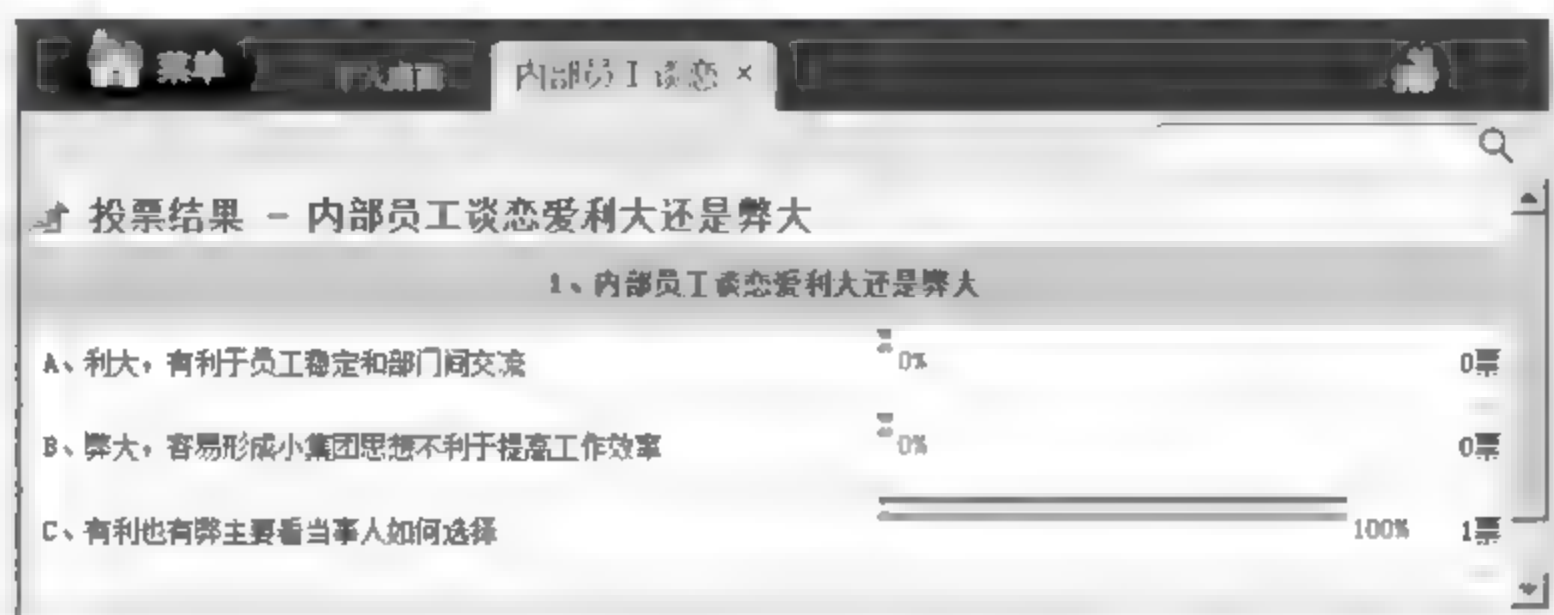 菜单 个人桌面 内部员工谈恋 ×
投票结果 - 内部员工谈恋爱利大还是弊大
1、内部员工谈恋爱利大还是弊大
A、利大，有利于员工稳定和部门间交流 0% 0票
B、弊大，容易形成小集团思想不利于提高工作效率 0% 0票
C、有利也有弊主要看当事人如何选择 100% 1票